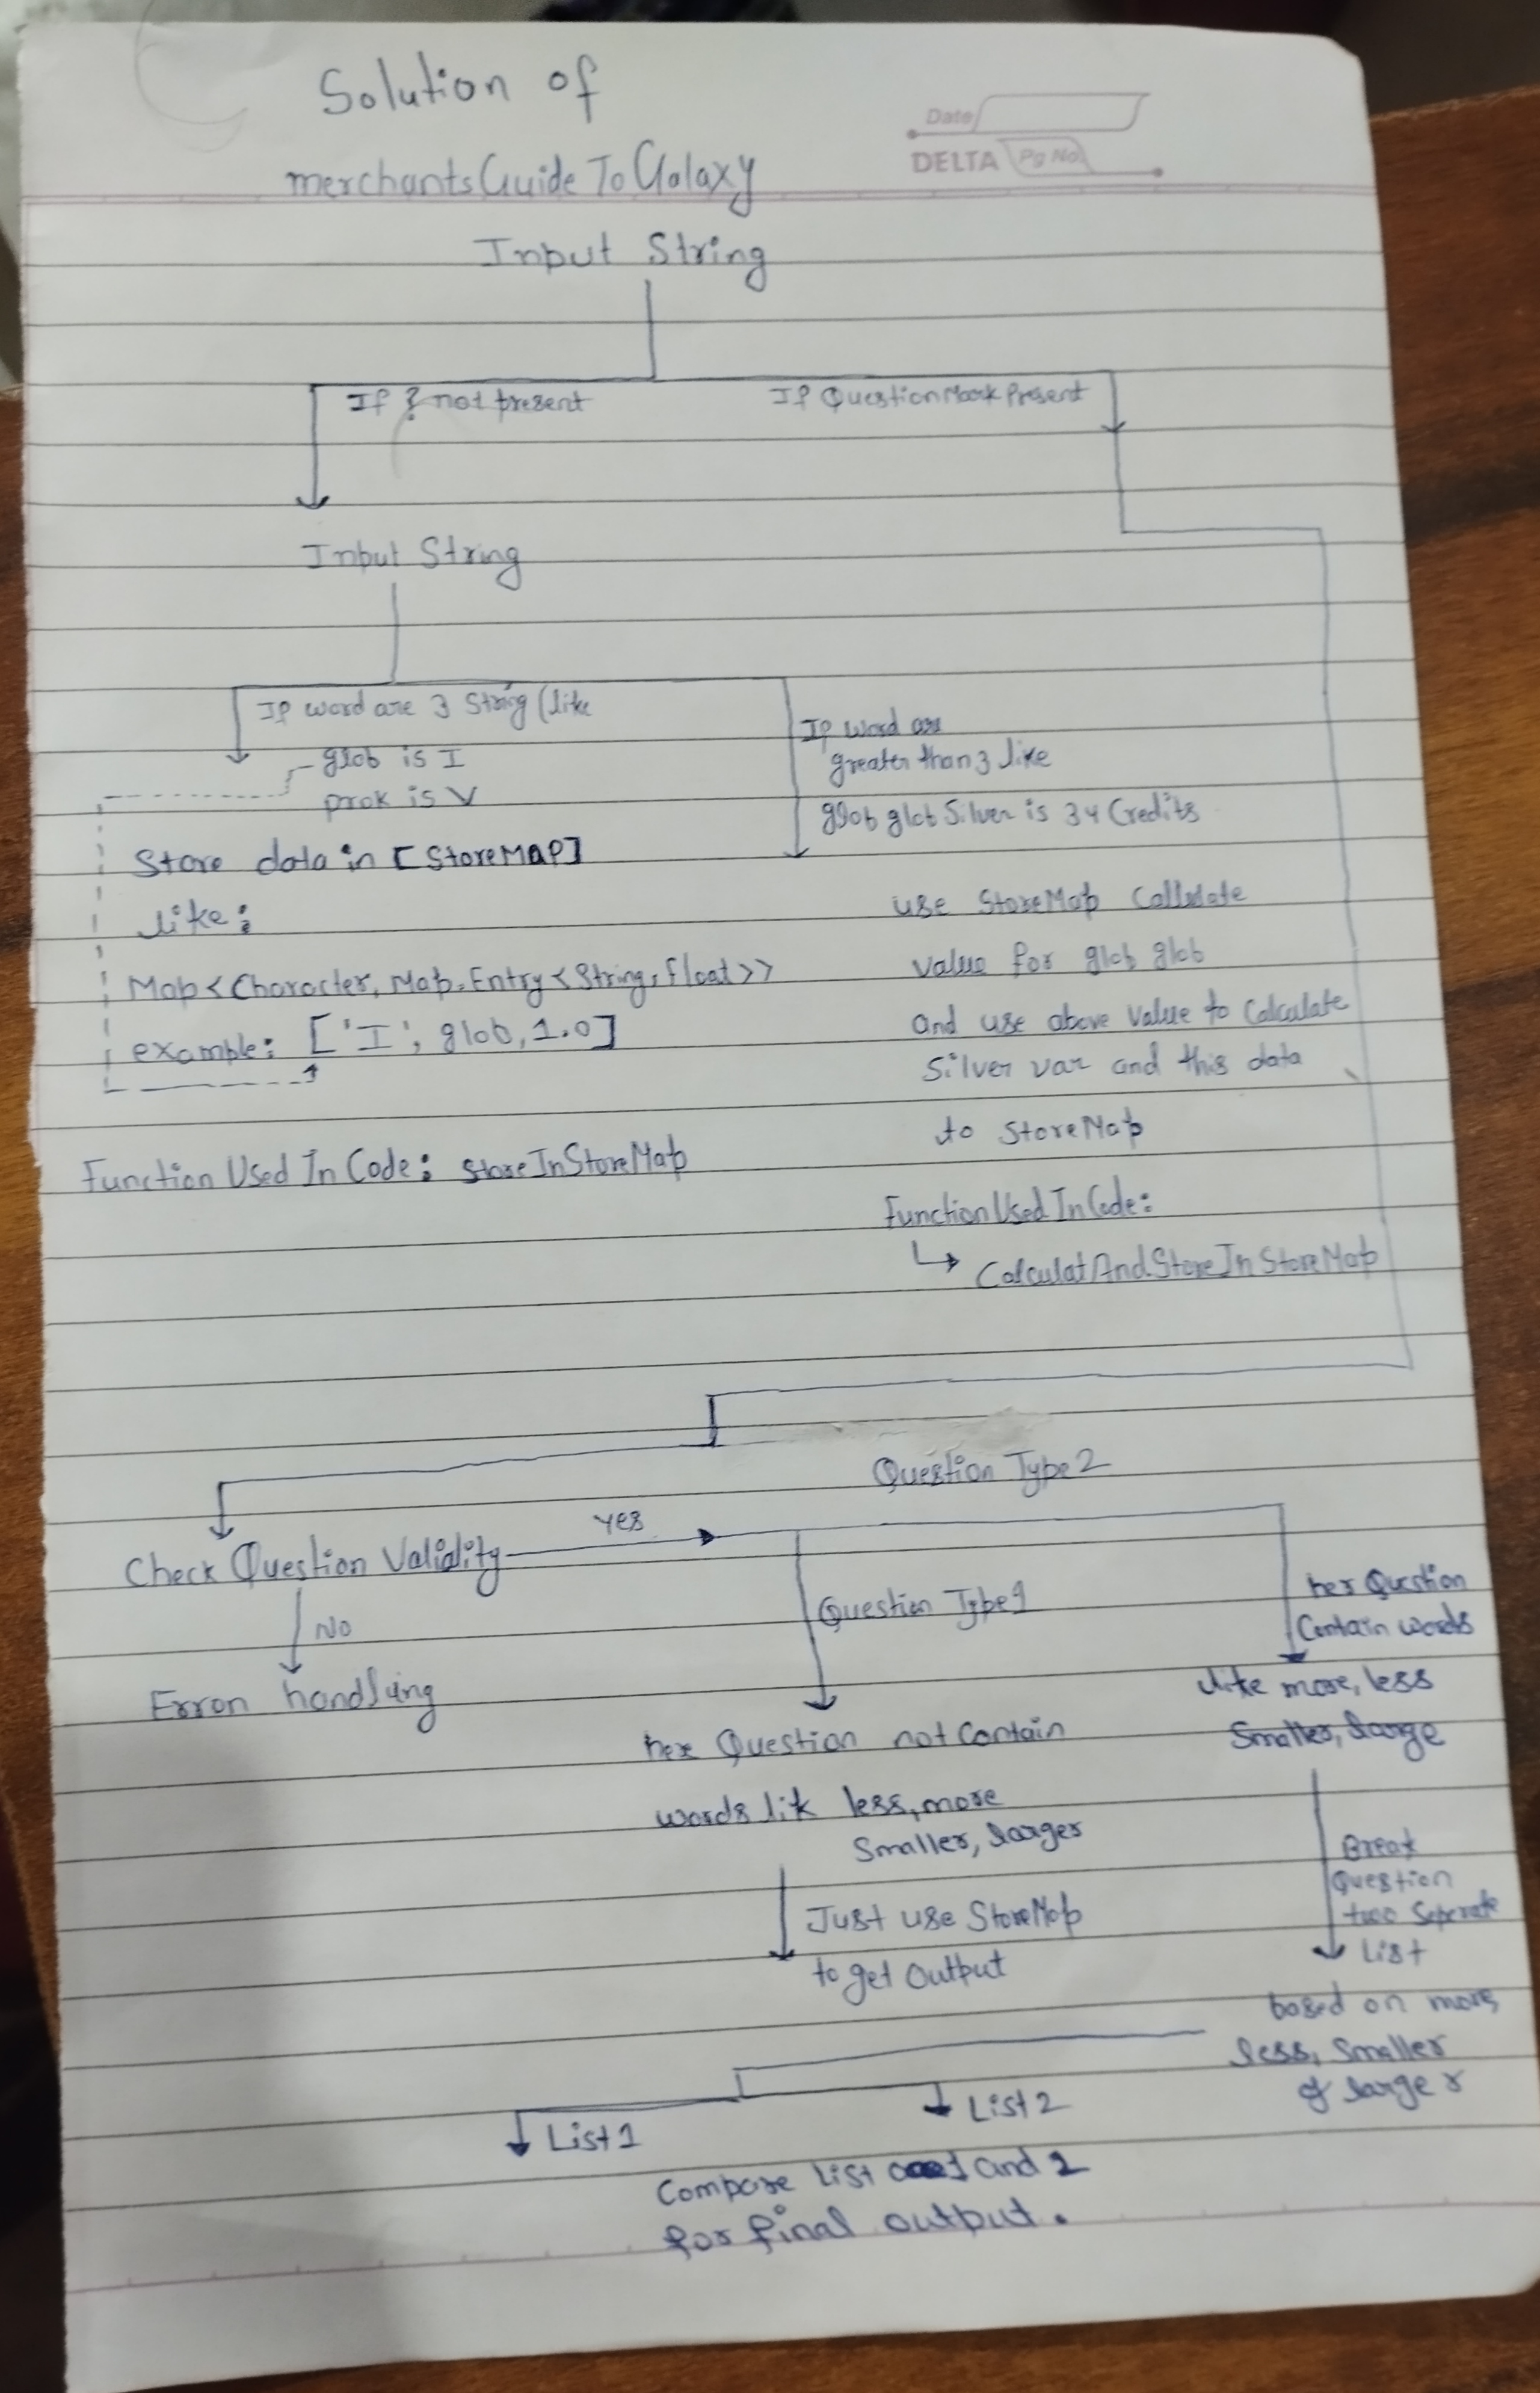 Solution of
merchantsGuideToGalaxy
Date
DELTA Pg No.
Input String
If ? not present
If QuestionMark Present
Input String
If word are 3 String (like
glob is I
prok is V
If word are
greater than 3 like
glob glob Silver is 34 Credits
Store data in [StoreMAP]
like:
Map<Character, Map.Entry<String, Float>>
example: ['I', glob, 1.0]
Function Used In Code: StoreInStoreMap
use StoreMap Callulate
value for glob glob
and use above value to Calculate
Silver var and this data
to StoreMap
Function Used In Code:
↳ CalculatAndStoreInStoreMap
Question Type 2
Check Question Validity
Yes
No
Error handling
Question Type 1
her Question
Contain words
like more, less
Smaller, large
her Question not Contain
words lik less, more
Smaller, larger
Just use StoreMap
to get Output
Break
Question
two Seperate
List
based on more,
less, Smaller
of larger
List 1
List 2
Compare List 1 and 2
for final output.